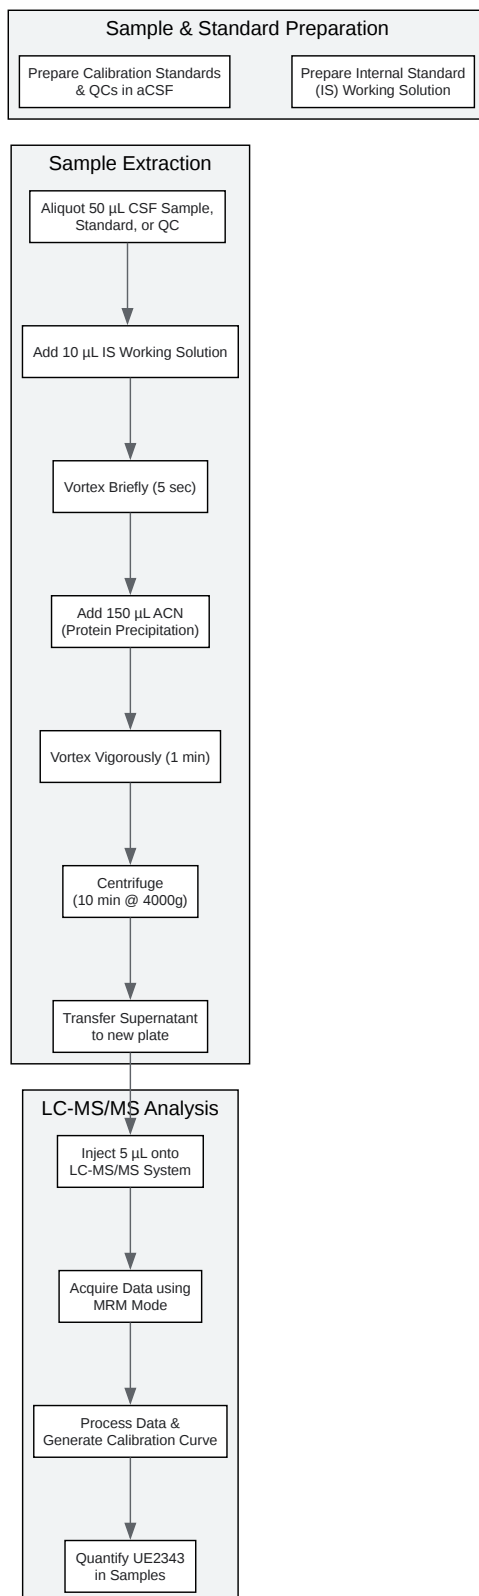 Sample & Standard Preparation
Prepare Calibration Standards
& QCs in aCSF
Prepare Internal Standard
(IS) Working Solution
Sample Extraction
Aliquot 50 µL CSF Sample,
Standard, or QC
Add 10 µL IS Working Solution
Vortex Briefly (5 sec)
Add 150 µL ACN
(Protein Precipitation)
Vortex Vigorously (1 min)
Centrifuge
(10 min @ 4000g)
Transfer Supernatant
to new plate
LC-MS/MS Analysis
Inject 5 µL onto
LC-MS/MS System
Acquire Data using
MRM Mode
Process Data &
Generate Calibration Curve
Quantify UE2343
in Samples